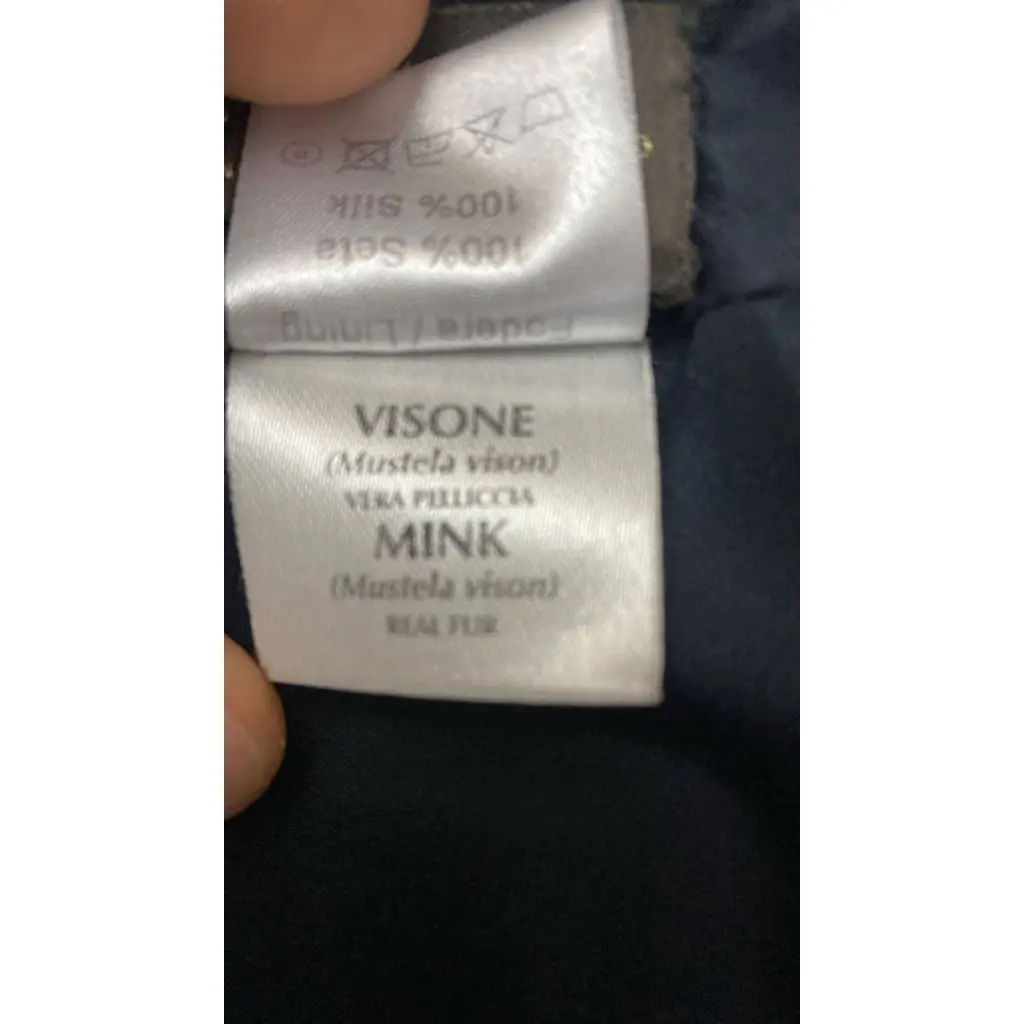 Fodera / Lining
100% Seta
100% Silk
VISONE
(Mustela vison)
VERA PELLICCIA
MINK
(Mustela vison)
REAL FUR